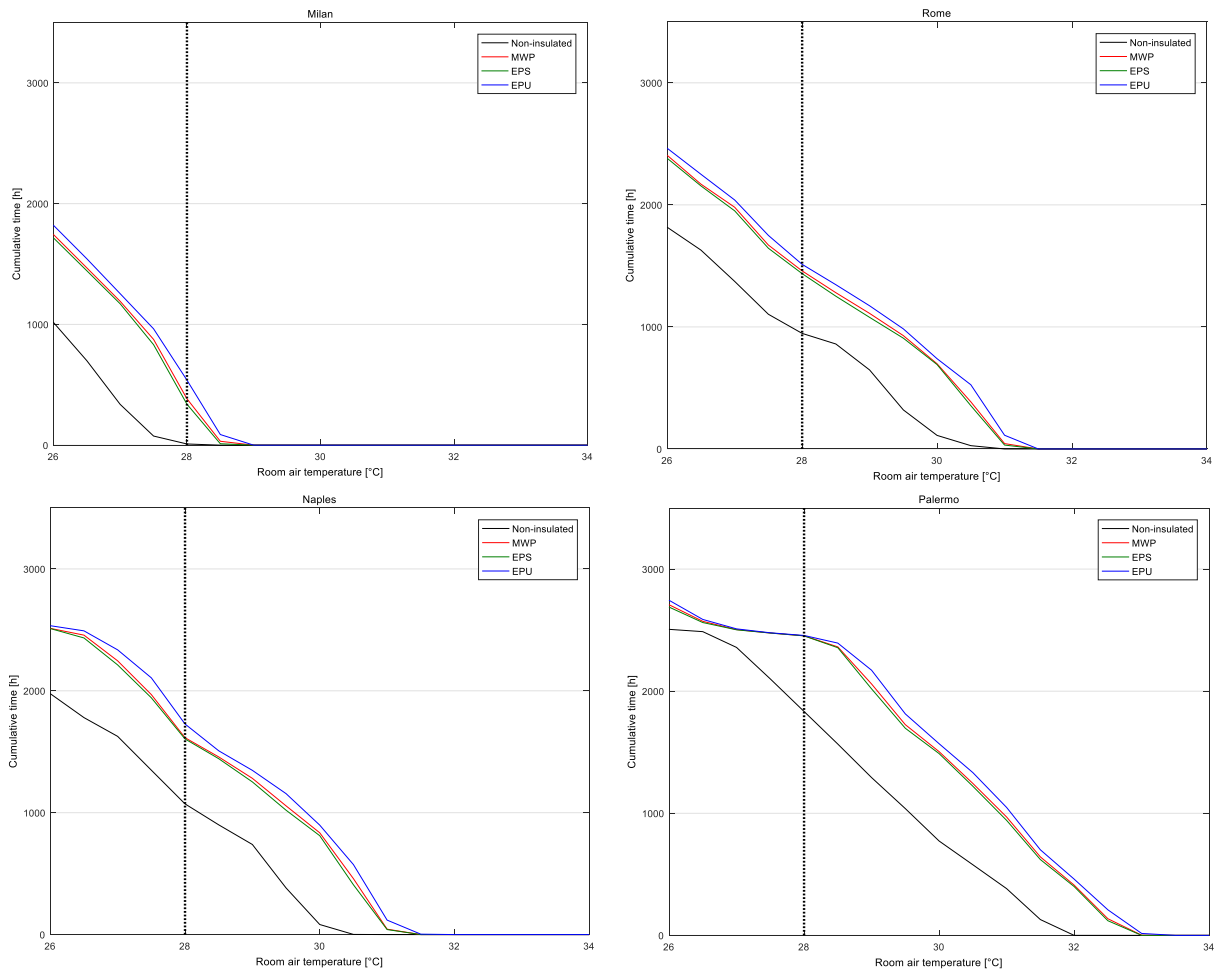 Milan
Non-insulated
MWP
EPS
EPU
3000
2000
1000
0
Cumulative time [h]
26 28 30 32 34
Room air temperature [°C]
Rome
Non-insulated
MWP
EPS
EPU
3000
2000
1000
0
Cumulative time [h]
26 28 30 32 34
Room air temperature [°C]
Naples
Non-insulated
MWP
EPS
EPU
3000
2000
1000
0
Cumulative time [h]
26 28 30 32 34
Room air temperature [°C]
Palermo
Non-insulated
MWP
EPS
EPU
3000
2000
1000
0
Cumulative time [h]
26 28 30 32 34
Room air temperature [°C]